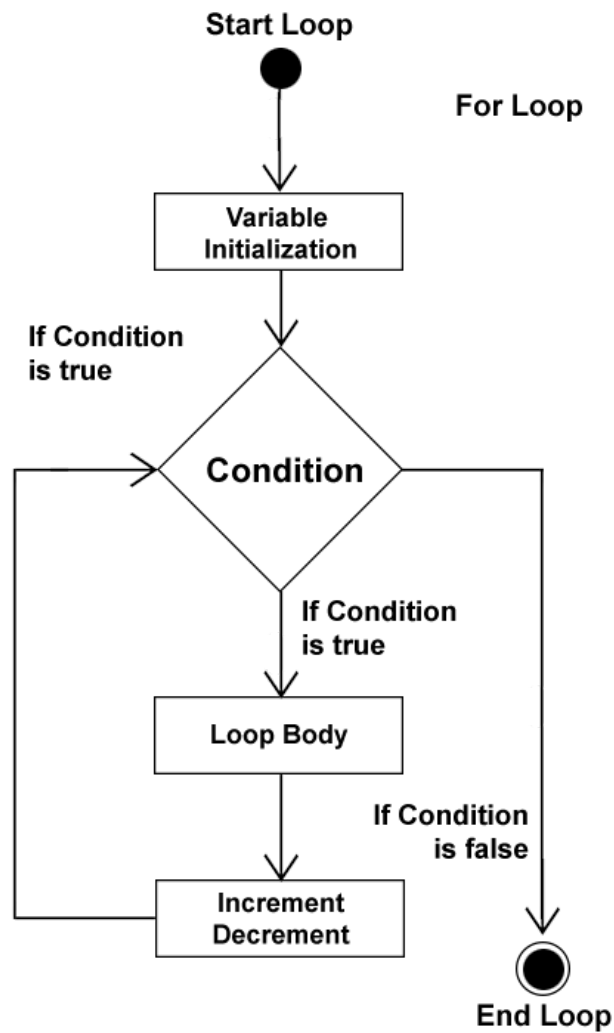 Start Loop
For Loop
Variable
Initialization
If Condition
is true
Condition
If Condition
is true
Loop Body
If Condition
is false
Increment
Decrement
End Loop